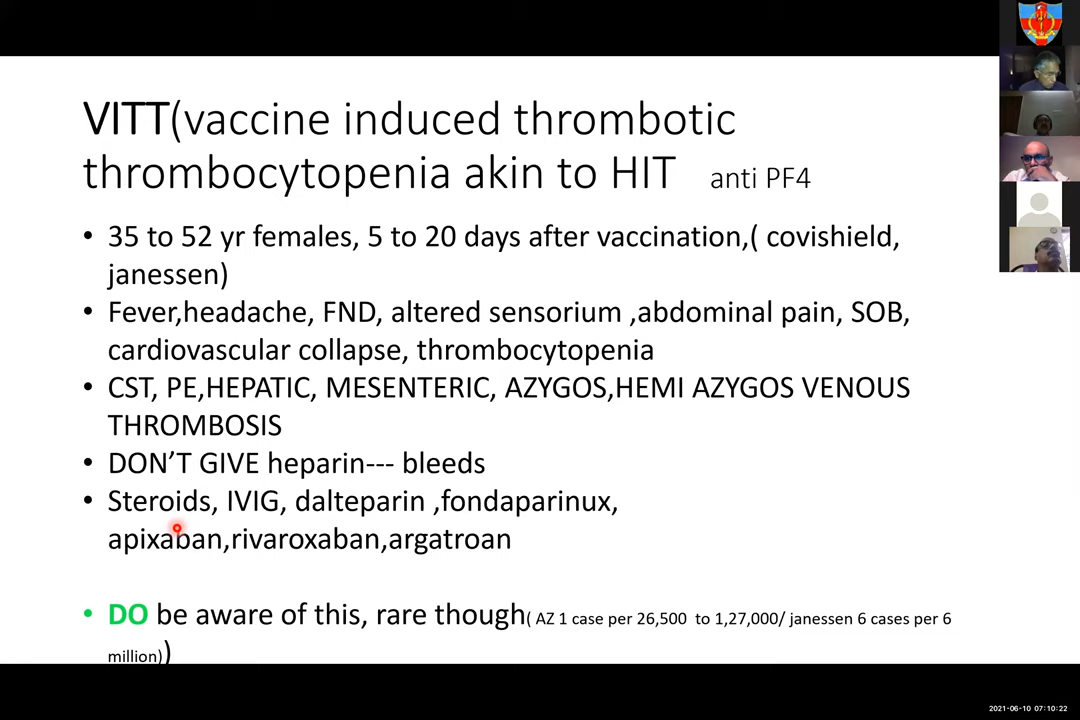 VITT(vaccine induced thrombotic
thrombocytopenia akin to HIT anti PF4
• 35 to 52 yr females, 5 to 20 days after vaccination,( covishield,
janessen)
• Fever,headache, FND, altered sensorium ,abdominal pain, SOB,
cardiovascular collapse, thrombocytopenia
• CST, PE,HEPATIC, MESENTERIC, AZYGOS,HEMI AZYGOS VENOUS
THROMBOSIS
• DON'T GIVE heparin--- bleeds
• Steroids, IVIG, dalteparin ,fondaparinux,
apixaban,rivaroxaban,argatroan
• DO be aware of this, rare though( AZ 1 case per 26,500 to 1,27,000/ janessen 6 cases per 6
million))
2021-06-10 07:10:22